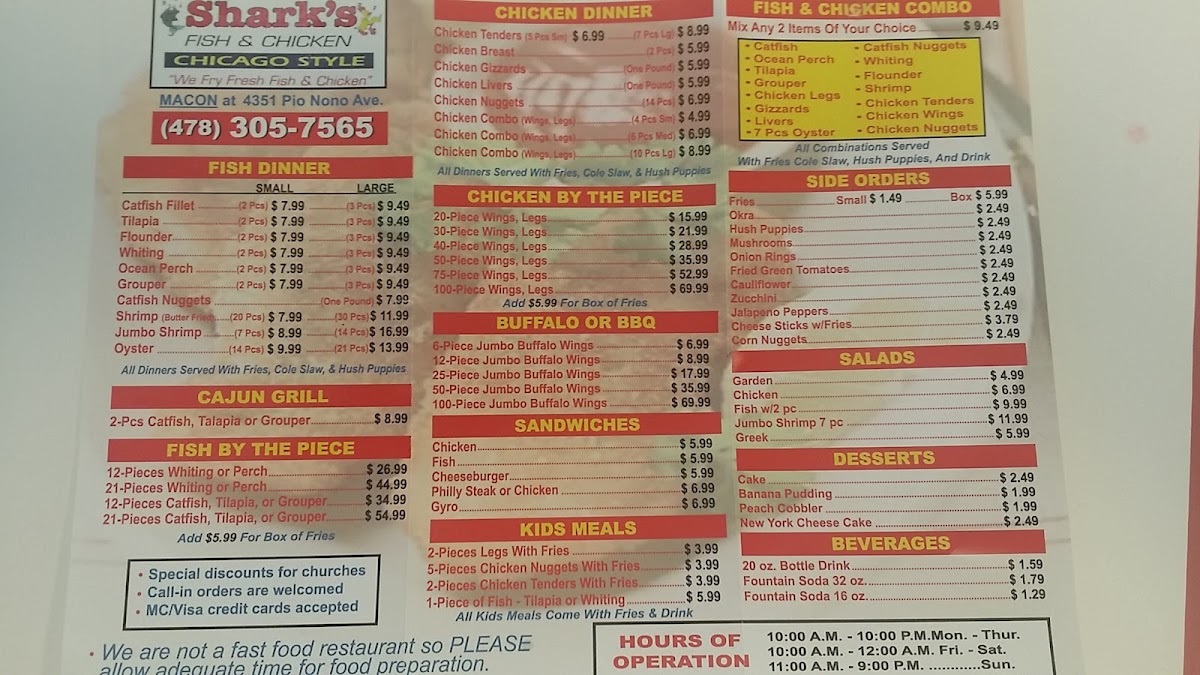 Shark's
FISH & CHICKEN
CHICAGO STYLE
"We Fry Fresh Fish & Chicken"
MACON at 4351 Pio Nono Ave.
(478) 305-7565
FISH DINNER
SMALL LARGE
Catfish Fillet (2 Pcs) $ 7.99 (3 Pcs) $ 9.49
Tilapia (2 Pcs) $ 7.99 (3 Pcs) $ 9.49
Flounder (2 Pcs) $ 7.99 (3 Pcs) $ 9.49
Whiting (2 Pcs) $ 7.99 (3 Pcs) $ 9.49
Ocean Perch (2 Pcs) $ 7.99 (3 Pcs) $ 9.49
Grouper (2 Pcs) $ 7.99 (3 Pcs) $ 9.49
Catfish Nuggets (One Pound) $ 7.99
Shrimp (Butter Fried) (20 Pcs) $ 7.99 (30 Pcs) $ 11.99
Jumbo Shrimp (7 Pcs) $ 8.99 (14 Pcs) $ 16.99
Oyster (14 Pcs) $ 9.99 (21 Pcs) $ 13.99
All Dinners Served With Fries, Cole Slaw, & Hush Puppies
CAJUN GRILL
2-Pcs Catfish, Talapia or Grouper $ 8.99
FISH BY THE PIECE
12-Pieces Whiting or Perch $ 26.99
21-Pieces Whiting or Perch $ 44.99
12-Pieces Catfish, Tilapia, or Grouper $ 34.99
21-Pieces Catfish, Tilapia, or Grouper $ 54.99
Add $5.99 For Box of Fries
• Special discounts for churches
• Call-in orders are welcomed
• MC/Visa credit cards accepted
• We are not a fast food restaurant so PLEASE
allow adequate time for food preparation.
CHICKEN DINNER
Chicken Tenders (5 Pcs Sm) $ 6.99 (7 Pcs Lg) $ 8.99
Chicken Breast (2 Pcs) $ 5.99
Chicken Gizzards (One Pound) $ 5.99
Chicken Livers (One Pound) $ 5.99
Chicken Nuggets (14 Pcs) $ 6.99
Chicken Combo (Wings, Legs) (4 Pcs Sm) $ 4.99
Chicken Combo (Wings, Legs) (6 Pcs Med) $ 6.99
Chicken Combo (Wings, Legs) (10 Pcs Lg) $ 8.99
All Dinners Served With Fries, Cole Slaw, & Hush Puppies
CHICKEN BY THE PIECE
20-Piece Wings, Legs $ 15.99
30-Piece Wings, Legs $ 21.99
40-Piece Wings, Legs $ 28.99
50-Piece Wings, Legs $ 35.99
75-Piece Wings, Legs $ 52.99
100-Piece Wings, Legs $ 69.99
Add $5.99 For Box of Fries
BUFFALO OR BBQ
6-Piece Jumbo Buffalo Wings $ 6.99
12-Piece Jumbo Buffalo Wings $ 8.99
25-Piece Jumbo Buffalo Wings $ 17.99
50-Piece Jumbo Buffalo Wings $ 35.99
100-Piece Jumbo Buffalo Wings $ 69.99
SANDWICHES
Chicken $ 5.99
Fish $ 5.99
Cheeseburger $ 5.99
Philly Steak or Chicken $ 6.99
Gyro $ 6.99
KIDS MEALS
2-Pieces Legs With Fries $ 3.99
5-Pieces Chicken Nuggets With Fries $ 3.99
2-Pieces Chicken Tenders With Fries $ 3.99
1-Piece of Fish - Tilapia or Whiting $ 5.99
All Kids Meals Come With Fries & Drink
FISH & CHICKEN COMBO
Mix Any 2 Items Of Your Choice $ 9.49
• Catfish
• Ocean Perch
• Tilapia
• Grouper
• Chicken Legs
• Gizzards
• Livers
• 7 Pcs Oyster
• Catfish Nuggets
• Whiting
• Flounder
• Shrimp
• Chicken Tenders
• Chicken Wings
• Chicken Nuggets
All Combinations Served
With Fries Cole Slaw, Hush Puppies, And Drink
SIDE ORDERS
Fries Small $ 1.49 Box $ 5.99
Okra $ 2.49
Hush Puppies $ 2.49
Mushrooms $ 2.49
Onion Rings $ 2.49
Fried Green Tomatoes $ 2.49
Cauliflower $ 2.49
Zucchini $ 2.49
Jalapeno Peppers $ 2.49
Cheese Sticks w/Fries $ 3.79
Corn Nuggets $ 2.49
SALADS
Garden $ 4.99
Chicken $ 6.99
Fish w/2 pc $ 9.99
Jumbo Shrimp 7 pc $ 11.99
Greek $ 5.99
DESSERTS
Cake $ 2.49
Banana Pudding $ 1.99
Peach Cobbler $ 1.99
New York Cheese Cake $ 2.49
BEVERAGES
20 oz. Bottle Drink $ 1.59
Fountain Soda 32 oz. $ 1.79
Fountain Soda 16 oz. $ 1.29
HOURS OF
OPERATION
10:00 A.M. - 10:00 P.M.Mon. - Thur.
10:00 A.M. - 12:00 A.M. Fri. - Sat.
11:00 A.M. - 9:00 P.M. ............Sun.